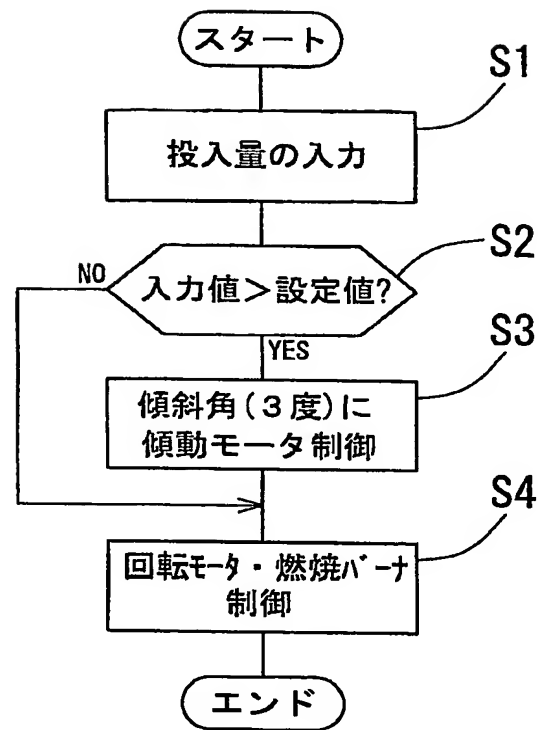 スタート
S1
投入量の入力
S2
NO
入力値>設定値?
YES
S3
傾斜角(3度)に
傾動モータ制御
S4
回転モータ・燃焼バーナ
制御
エンド